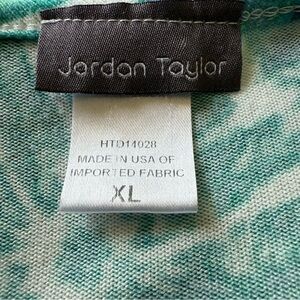 Jordan Taylor
HTD14028
MADE IN USA OF
IMPORTED FABRIC
XL